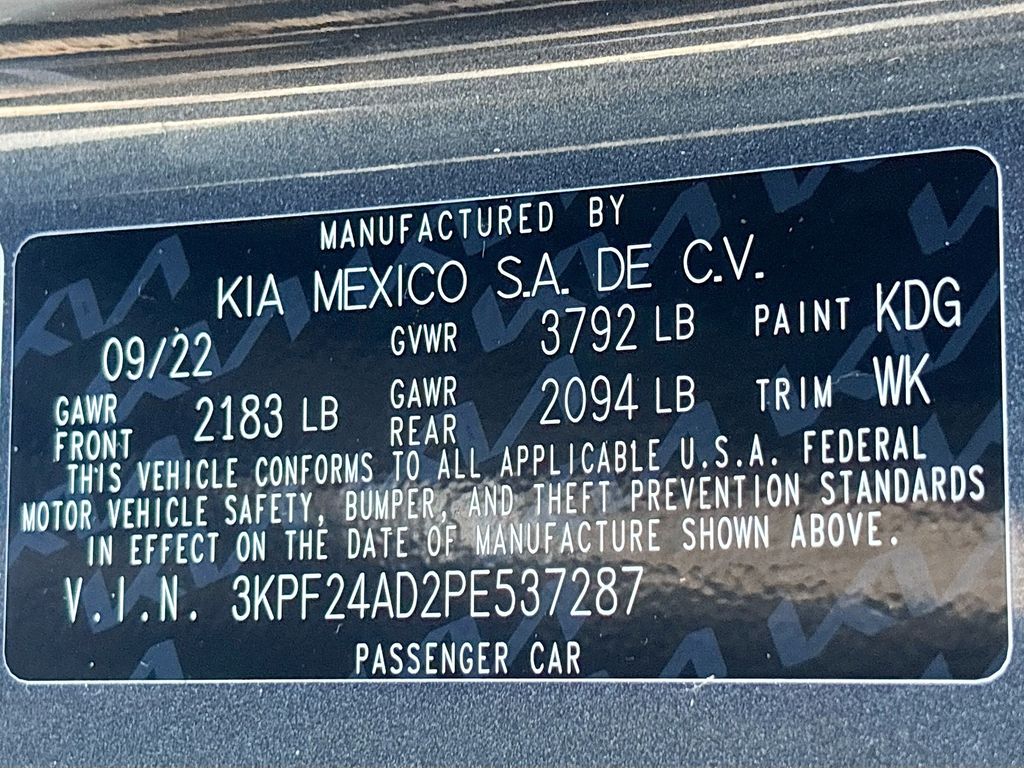 MANUFACTURED BY
KIA MEXICO S.A. DE C.V.
09/22 GVWR 3792 LB PAINT KDG
GAWR FRONT 2183 LB GAWR REAR 2094 LB TRIM WK
THIS VEHICLE CONFORMS TO ALL APPLICABLE U.S.A. FEDERAL
MOTOR VEHICLE SAFETY, BUMPER, AND THEFT PREVENTION STANDARDS
IN EFFECT ON THE DATE OF MANUFACTURE SHOWN ABOVE.
V.I.N. 3KPF24AD2PE537287
PASSENGER CAR